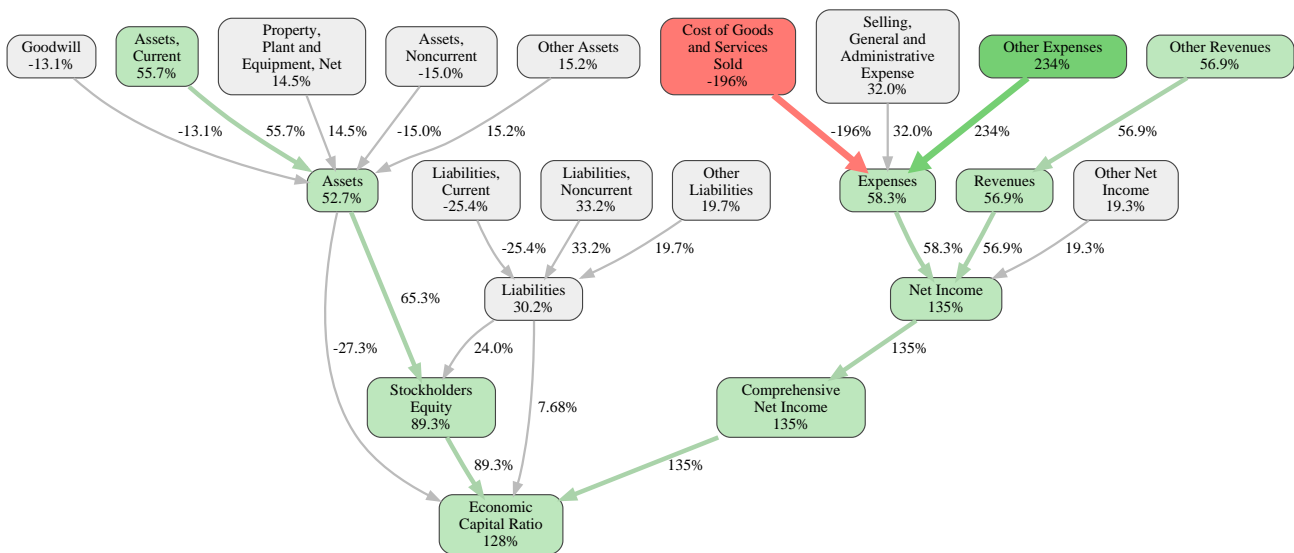 Goodwill
-13.1%
Assets,
Current
55.7%
Property,
Plant and
Equipment, Net
14.5%
Assets,
Noncurrent
-15.0%
Other Assets
15.2%
Cost of Goods
and Services
Sold
-196%
Selling,
General and
Administrative
Expense
32.0%
Other Expenses
234%
Other Revenues
56.9%
-13.1%
55.7%
14.5%
-15.0%
15.2%
-196%
32.0%
234%
56.9%
Assets
52.7%
Liabilities,
Current
-25.4%
Liabilities,
Noncurrent
33.2%
Other
Liabilities
19.7%
Expenses
58.3%
Revenues
56.9%
Other Net
Income
19.3%
-25.4%
33.2%
19.7%
58.3%
56.9%
19.3%
65.3%
Liabilities
30.2%
Net Income
135%
-27.3%
24.0%
135%
Stockholders
Equity
89.3%
7.68%
Comprehensive
Net Income
135%
89.3%
135%
Economic
Capital Ratio
128%